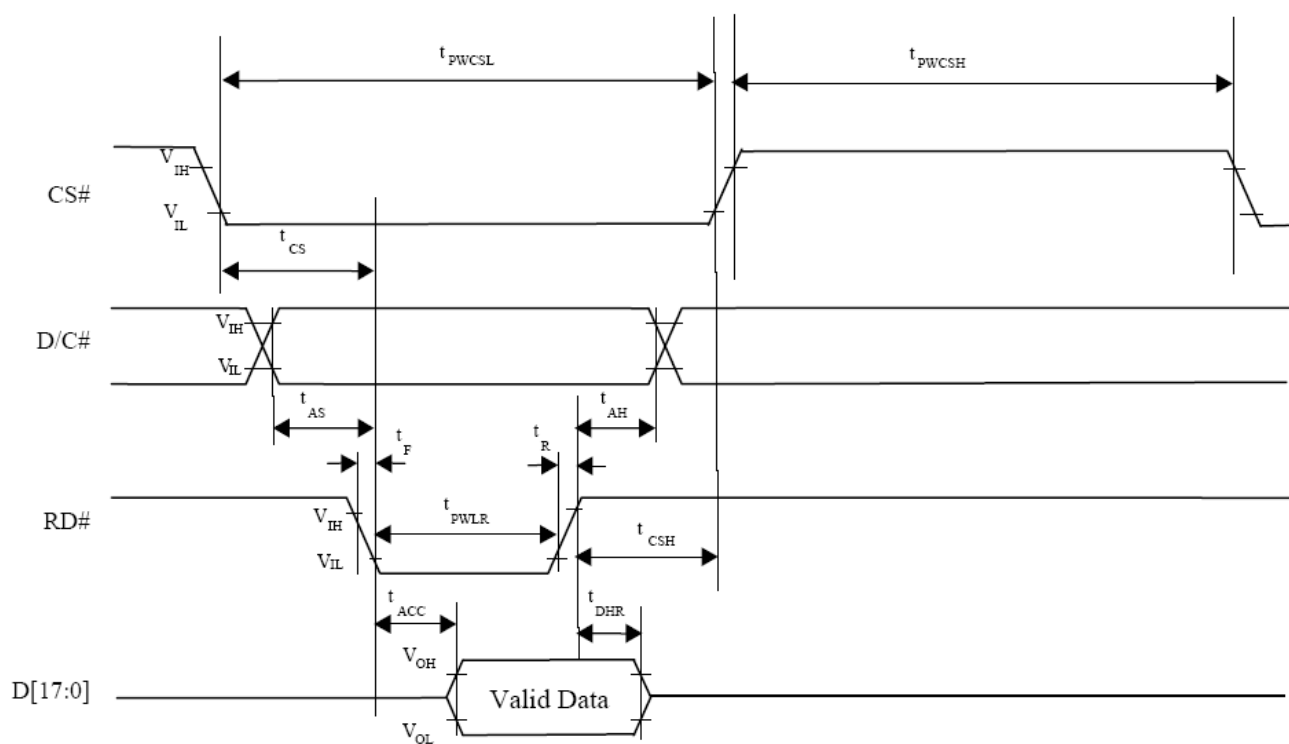 t PWCSL
t PWCSH
V IH
CS#
V IL
t CS
V IH
D/C#
V IL
t AS
t AH
t F
t R
V IH
RD#
t PWLR
V IL
t CSH
t ACC
t DHR
V OH
D[17:0]
Valid Data
V OL